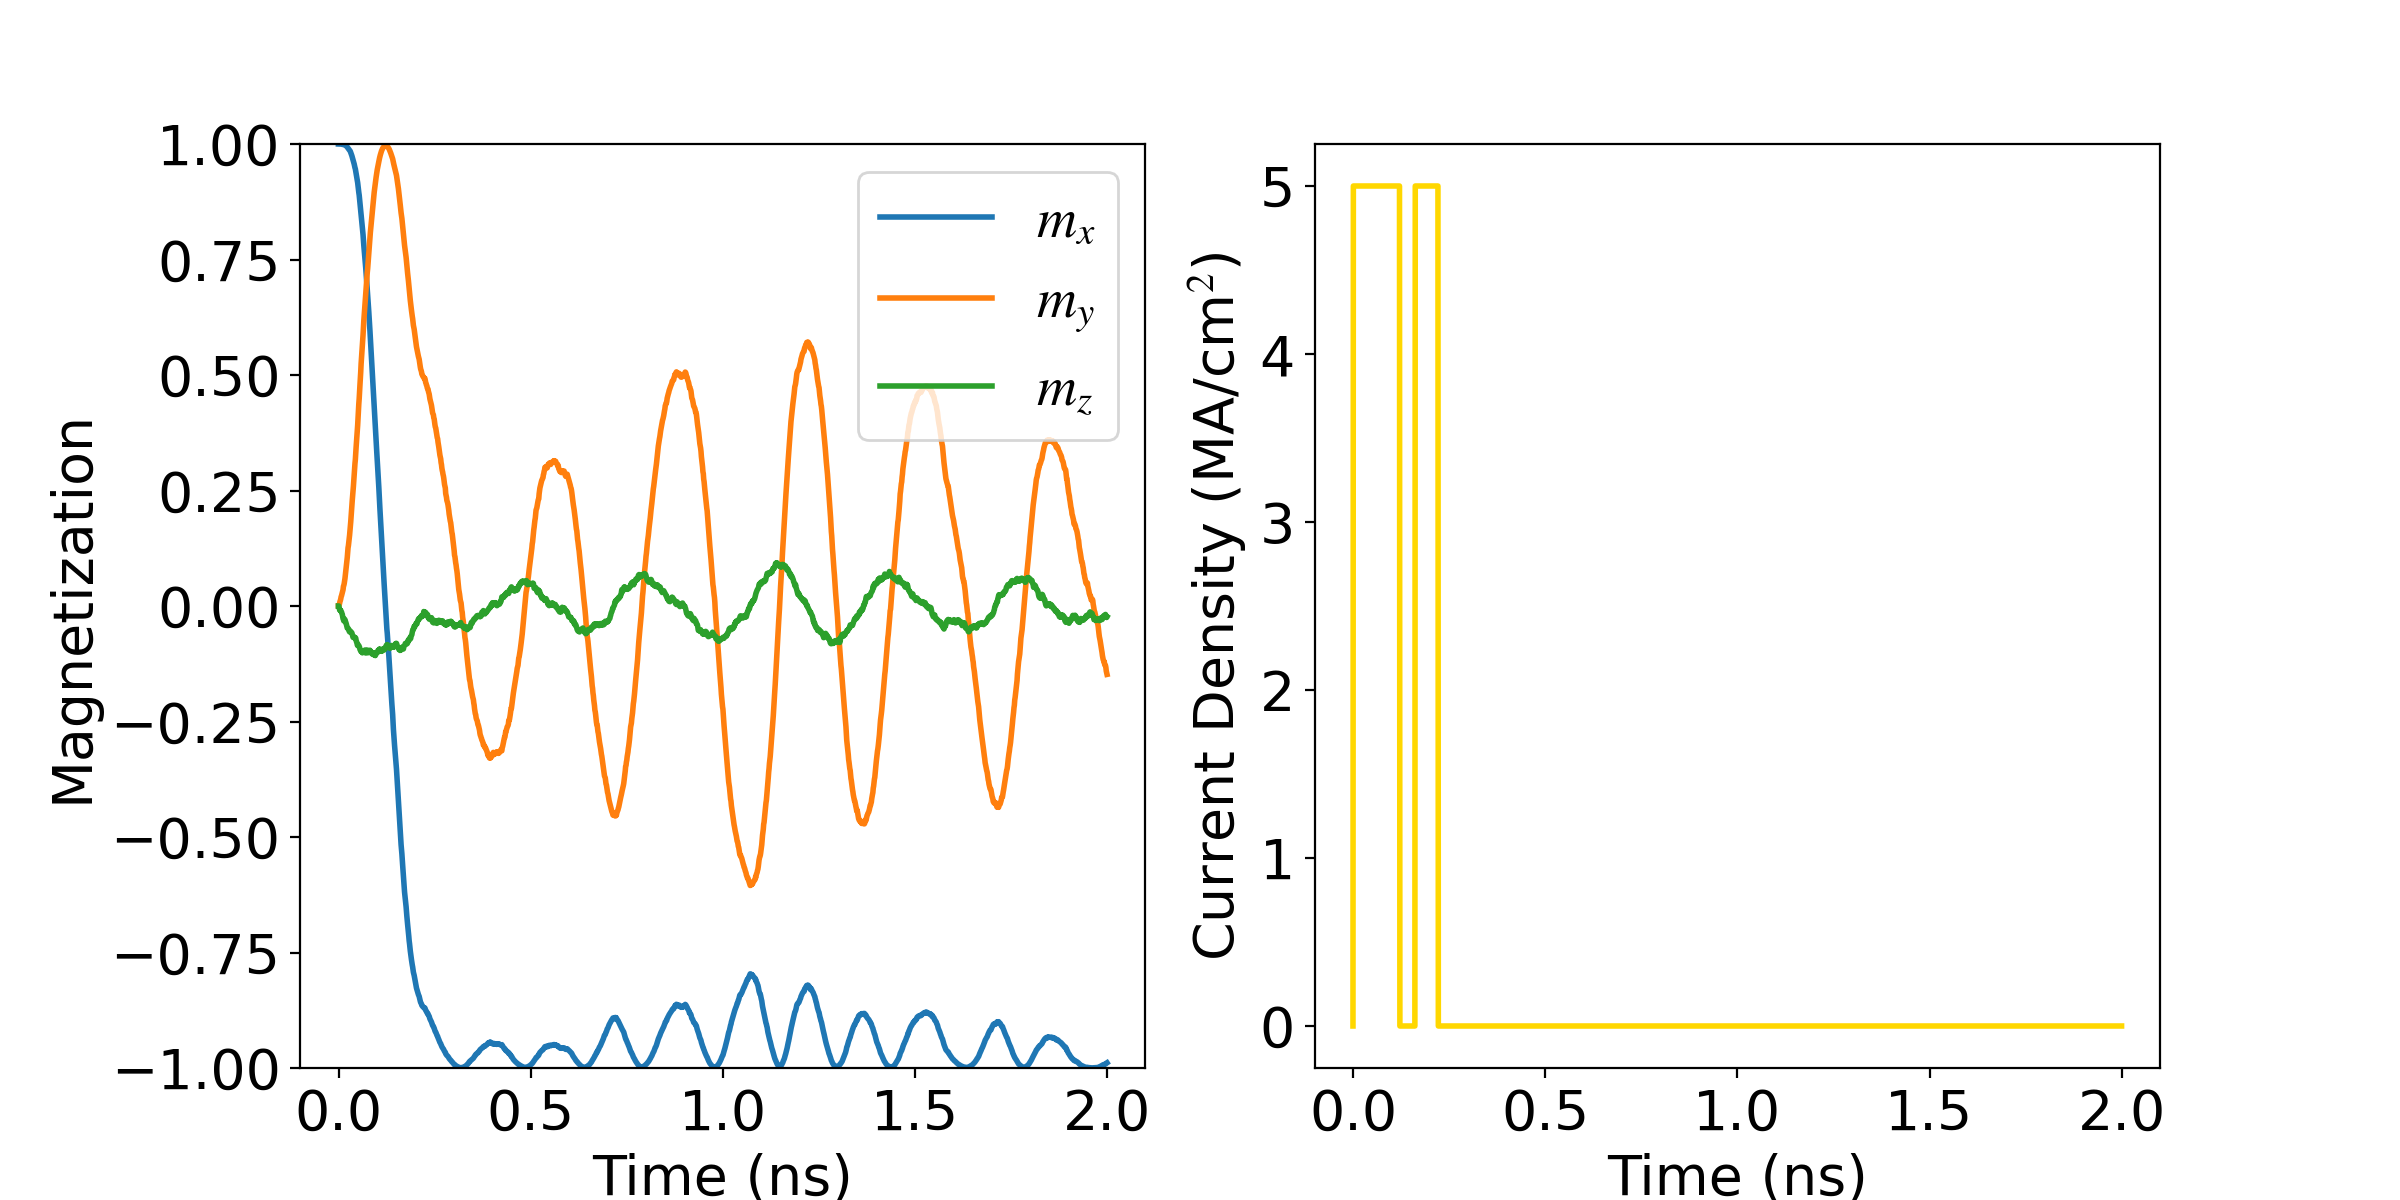 Magnetization
1.00
0.75
0.50
0.25
0.00
−0.25
−0.50
−0.75
−1.00
0.0 0.5 1.0 1.5 2.0
Time (ns)
m_x
m_y
m_z
Current Density (MA/cm²)
5
4
3
2
1
0
0.0 0.5 1.0 1.5 2.0
Time (ns)